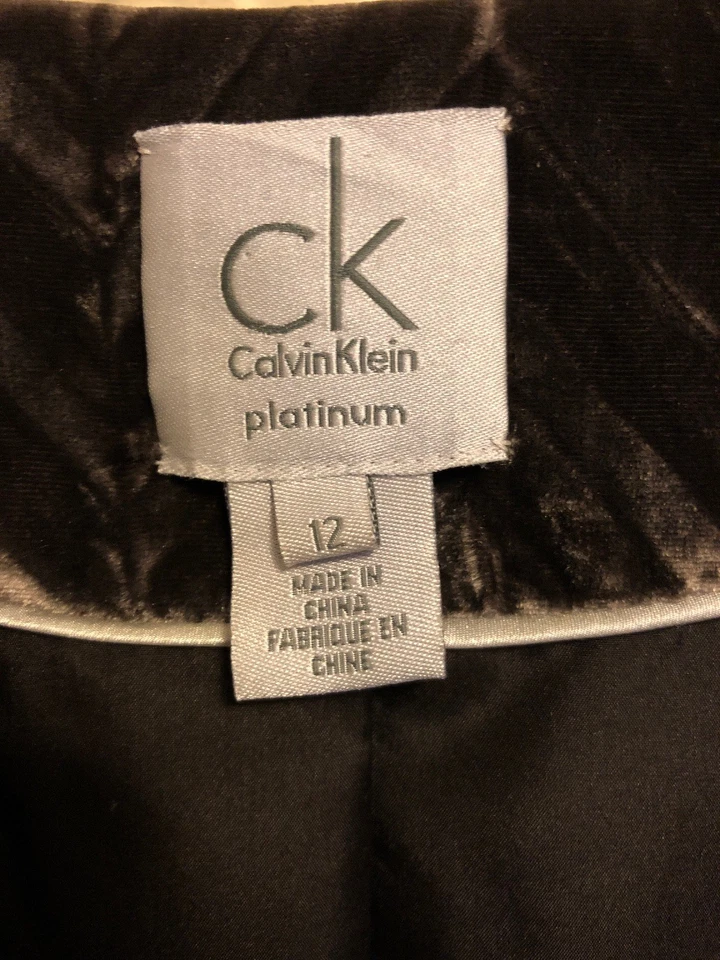 ck
CalvinKlein
platinum
12
MADE IN
CHINA
FABRIQUE EN
CHINE